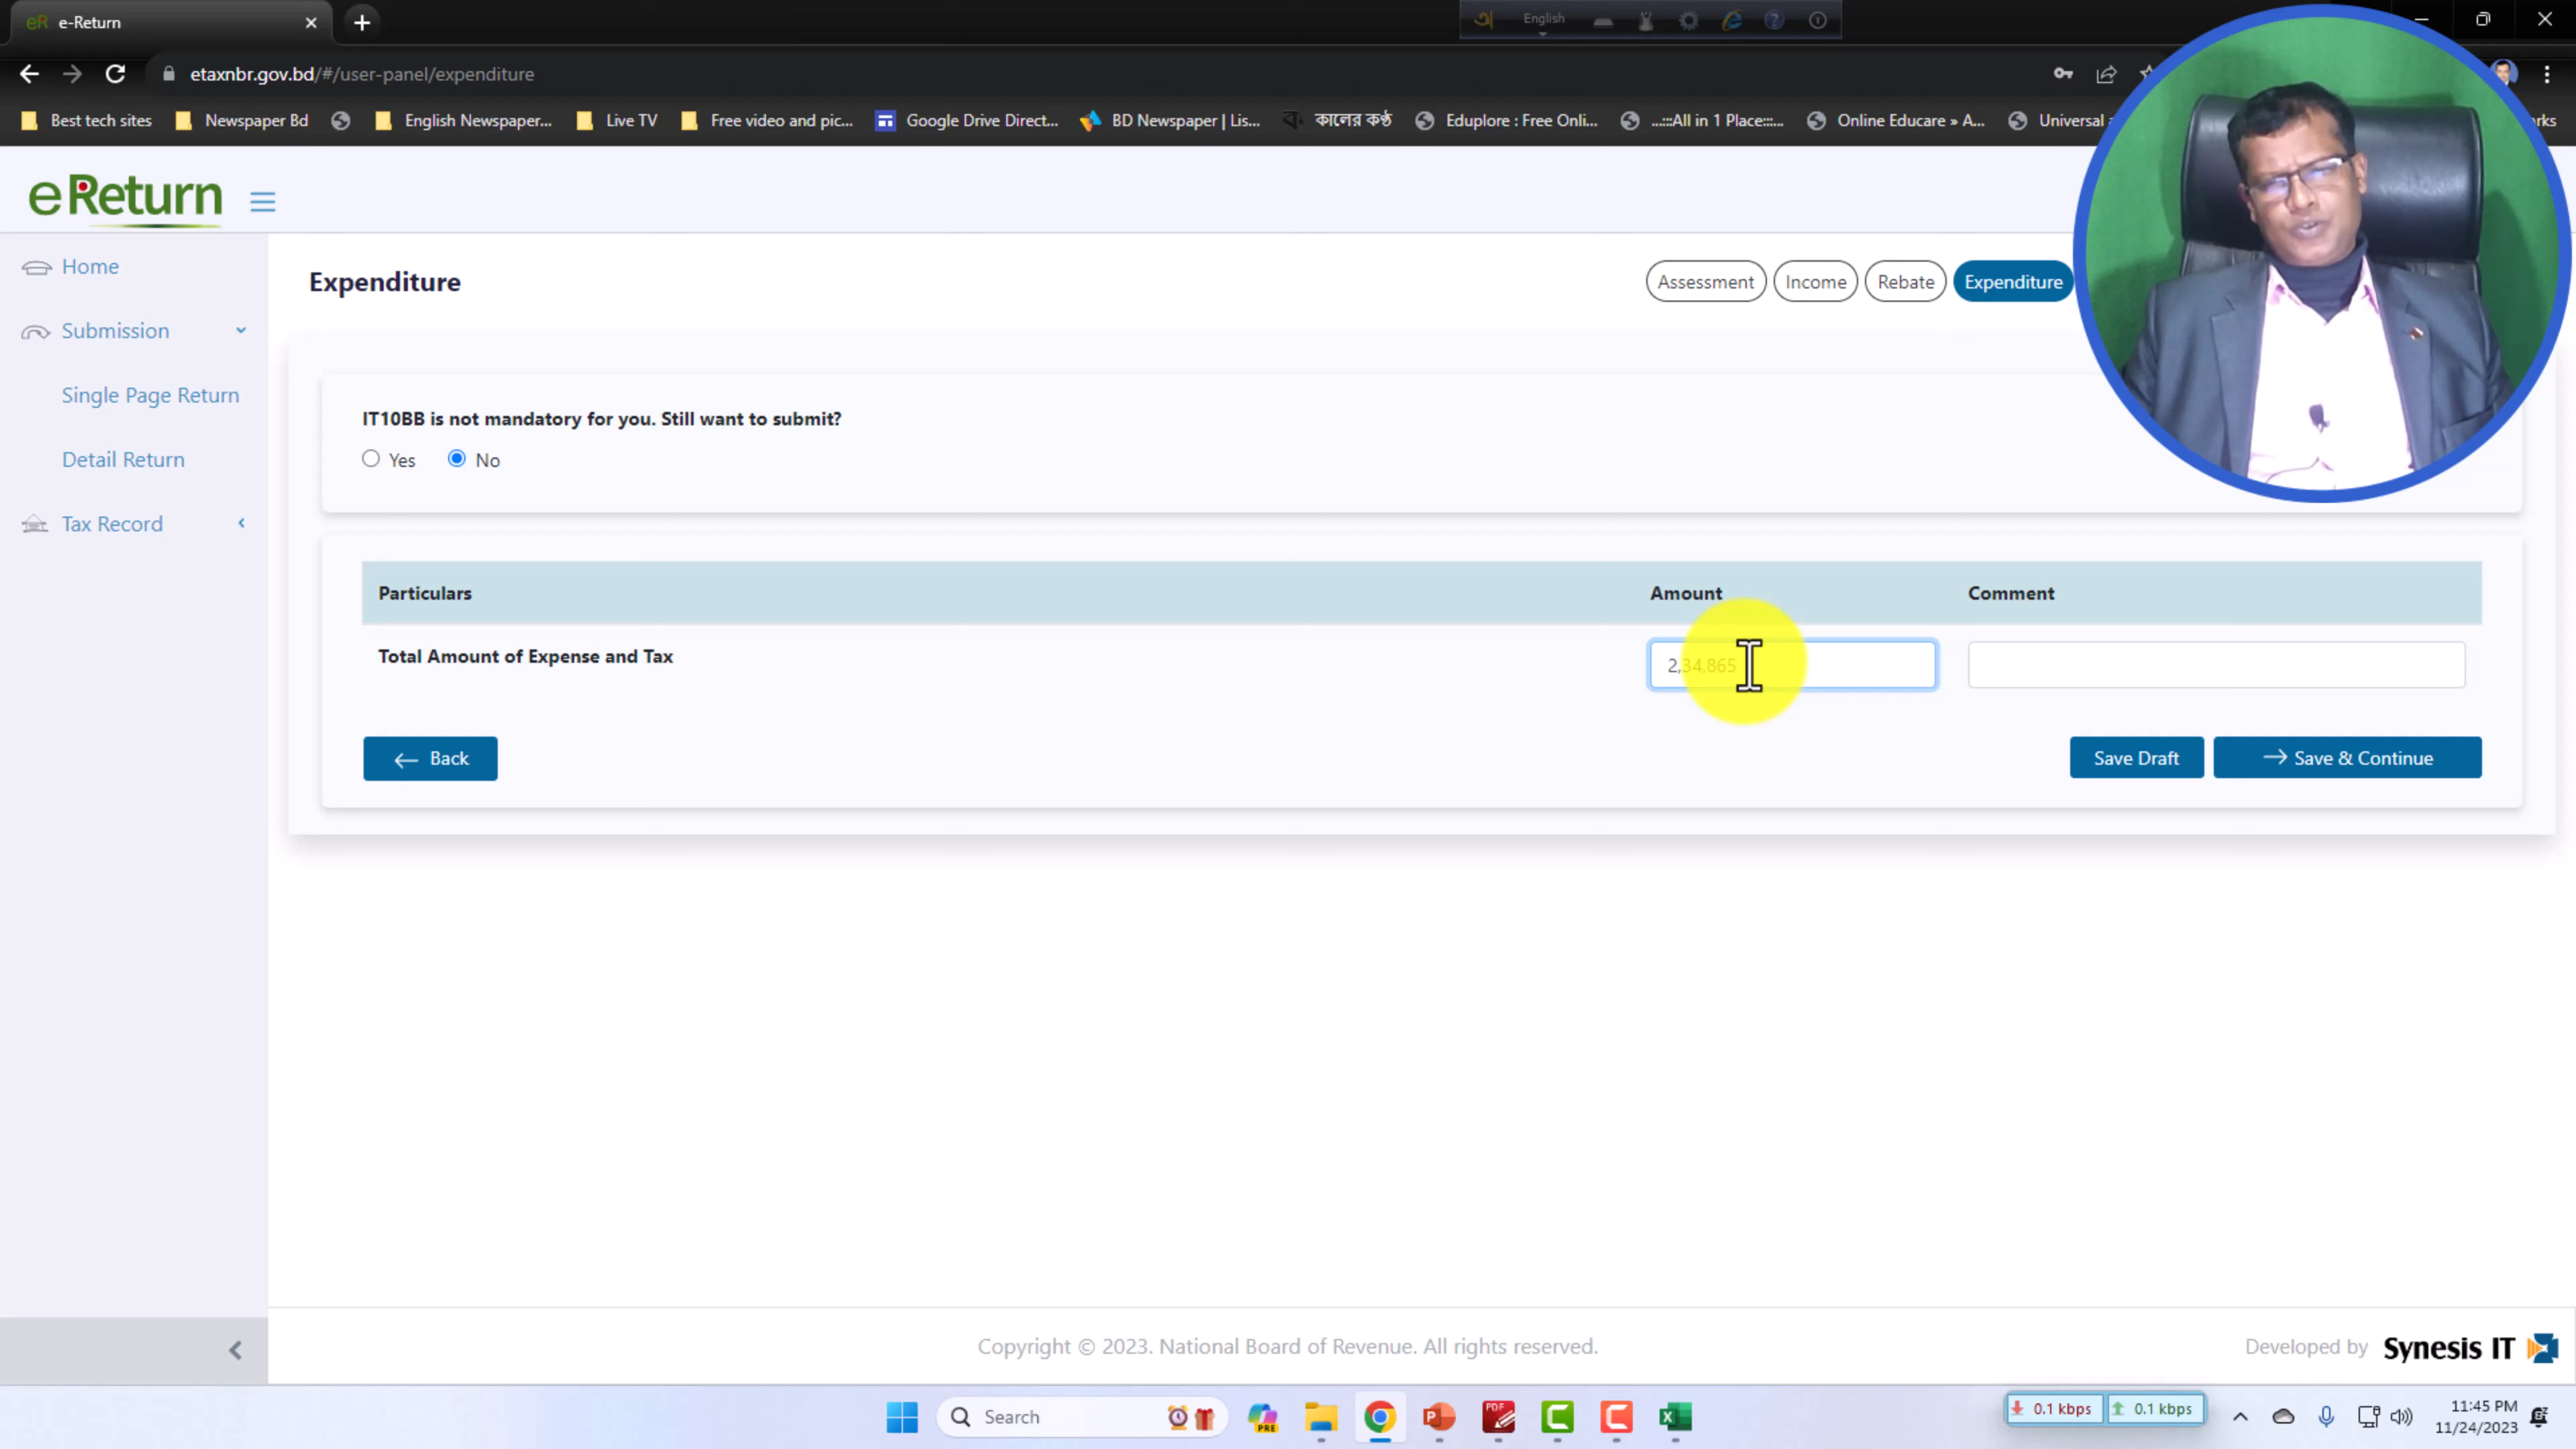 eR e-Return
অ English
etaxnbr.gov.bd/#/user-panel/expenditure
Best tech sites Newspaper Bd English Newspaper... Live TV Free video and pic... Google Drive Direct... BD Newspaper | Lis... কালের কণ্ঠ Eduplore : Free Onli... ...:::All in 1 Place:::... Online Educare » A... Universal
eReturn
Home
Submission
Single Page Return
Detail Return
Tax Record
Expenditure
Assessment Income Rebate Expenditure
IT10BB is not mandatory for you. Still want to submit?
Yes No
Particulars Amount Comment
Total Amount of Expense and Tax 2,34,865
Back Save Draft Save & Continue
Copyright © 2023. National Board of Revenue. All rights reserved. Developed by Synesis IT
Search PRE PDF 0.1 kbps 0.1 kbps 11:45 PM
11/24/2023